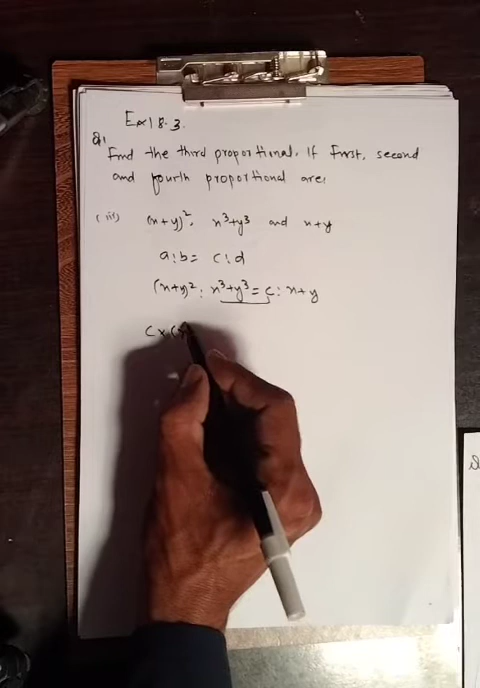 Ex 18.3.
Q1
Find the third proportional. If first, second
and fourth proportional are,
(iii) (x+y)², x³+y³ and x+y
a:b = c:d
(x+y)² : x³+y³ = c : x+y
c×(x